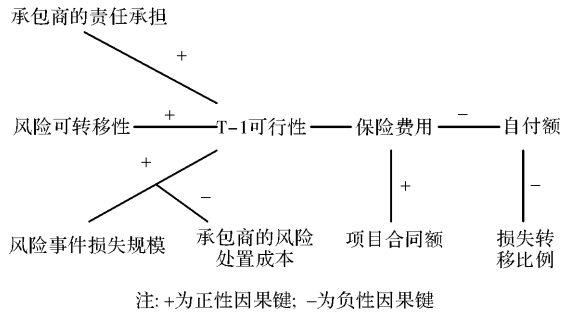 承包商的责任承担
+
风险可转移性
+
T-1可行性
保险费用
−
自付额
+
−
+
−
风险事件损失规模
承包商的风险
处置成本
项目合同额
损失转
移比例
注: +为正性因果键; −为负性因果键